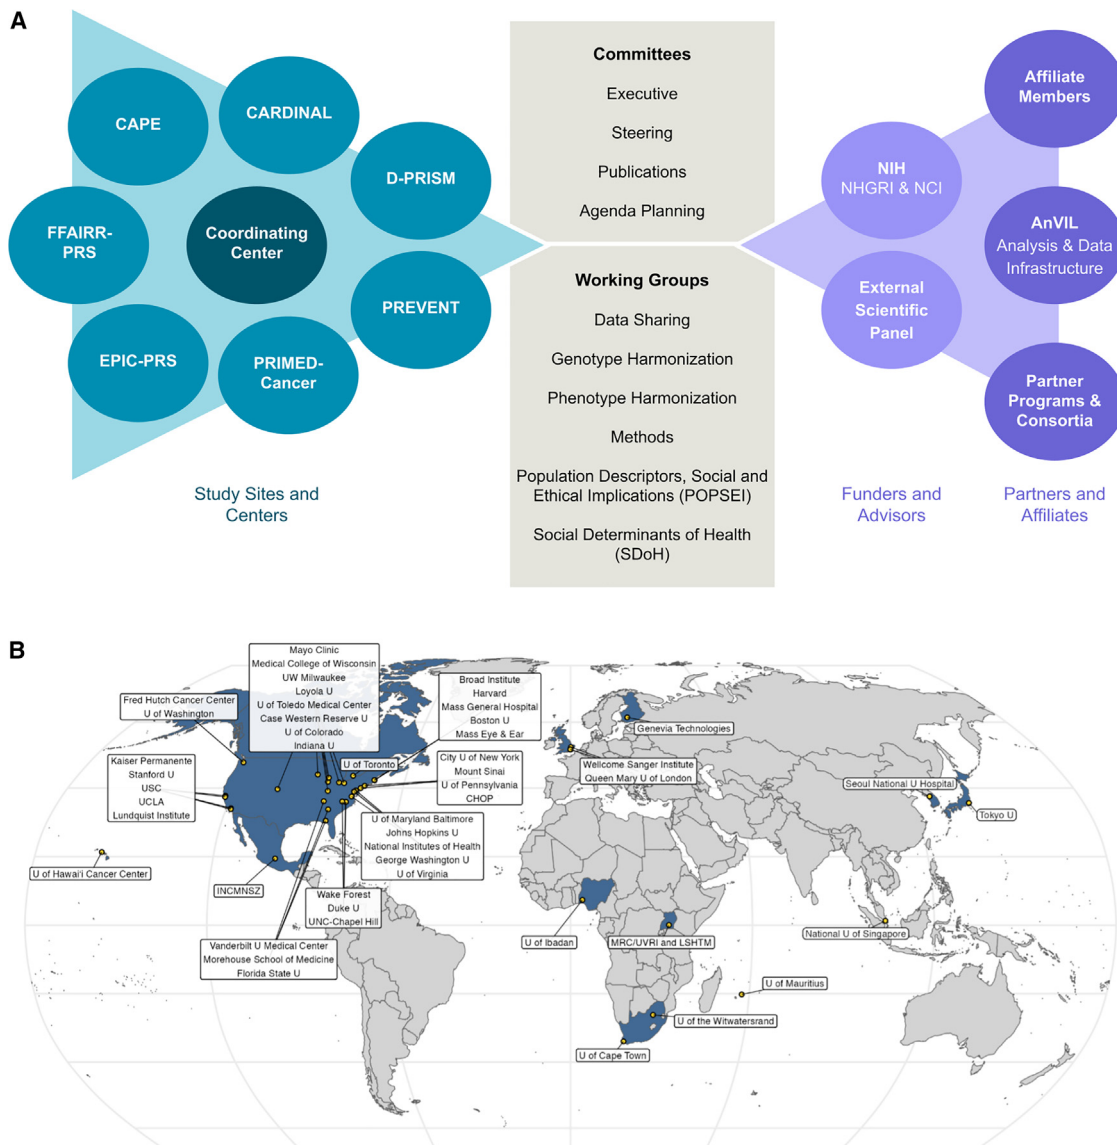 A
CAPE
CARDINAL
D-PRISM
FFAIRR-
PRS
Coordinating
Center
PREVENT
EPIC-PRS
PRIMED-
Cancer
Study Sites and
Centers
Committees
Executive
Steering
Publications
Agenda Planning
Working Groups
Data Sharing
Genotype Harmonization
Phenotype Harmonization
Methods
Population Descriptors, Social and
Ethical Implications (POPSEI)
Social Determinants of Health
(SDoH)
NIH
NHGRI & NCI
External
Scientific
Panel
Funders and
Advisors
Affiliate
Members
AnVIL
Analysis & Data
Infrastructure
Partner
Programs &
Consortia
Partners and
Affiliates
B
Fred Hutch Cancer Center
U of Washington
Mayo Clinic
Medical College of Wisconsin
UW Milwaukee
Loyola U
U of Toledo Medical Center
Case Western Reserve U
U of Colorado
Indiana U
Broad Institute
Harvard
Mass General Hospital
Boston U
Mass Eye & Ear
U of Toronto
Kaiser Permanente
Stanford U
USC
UCLA
Lundquist Institute
City U of New York
Mount Sinai
U of Pennsylvania
CHOP
U of Maryland Baltimore
Johns Hopkins U
National Institutes of Health
George Washington U
U of Virginia
U of Hawai'i Cancer Center
INCMNSZ
Wake Forest
Duke U
UNC-Chapel Hill
Vanderbilt U Medical Center
Morehouse School of Medicine
Florida State U
Genevia Technologies
Wellcome Sanger Institute
Queen Mary U of London
Seoul National U Hospital
Tokyo U
U of Ibadan
MRC/UVRI and LSHTM
National U of Singapore
U of Mauritius
U of the Witwatersrand
U of Cape Town